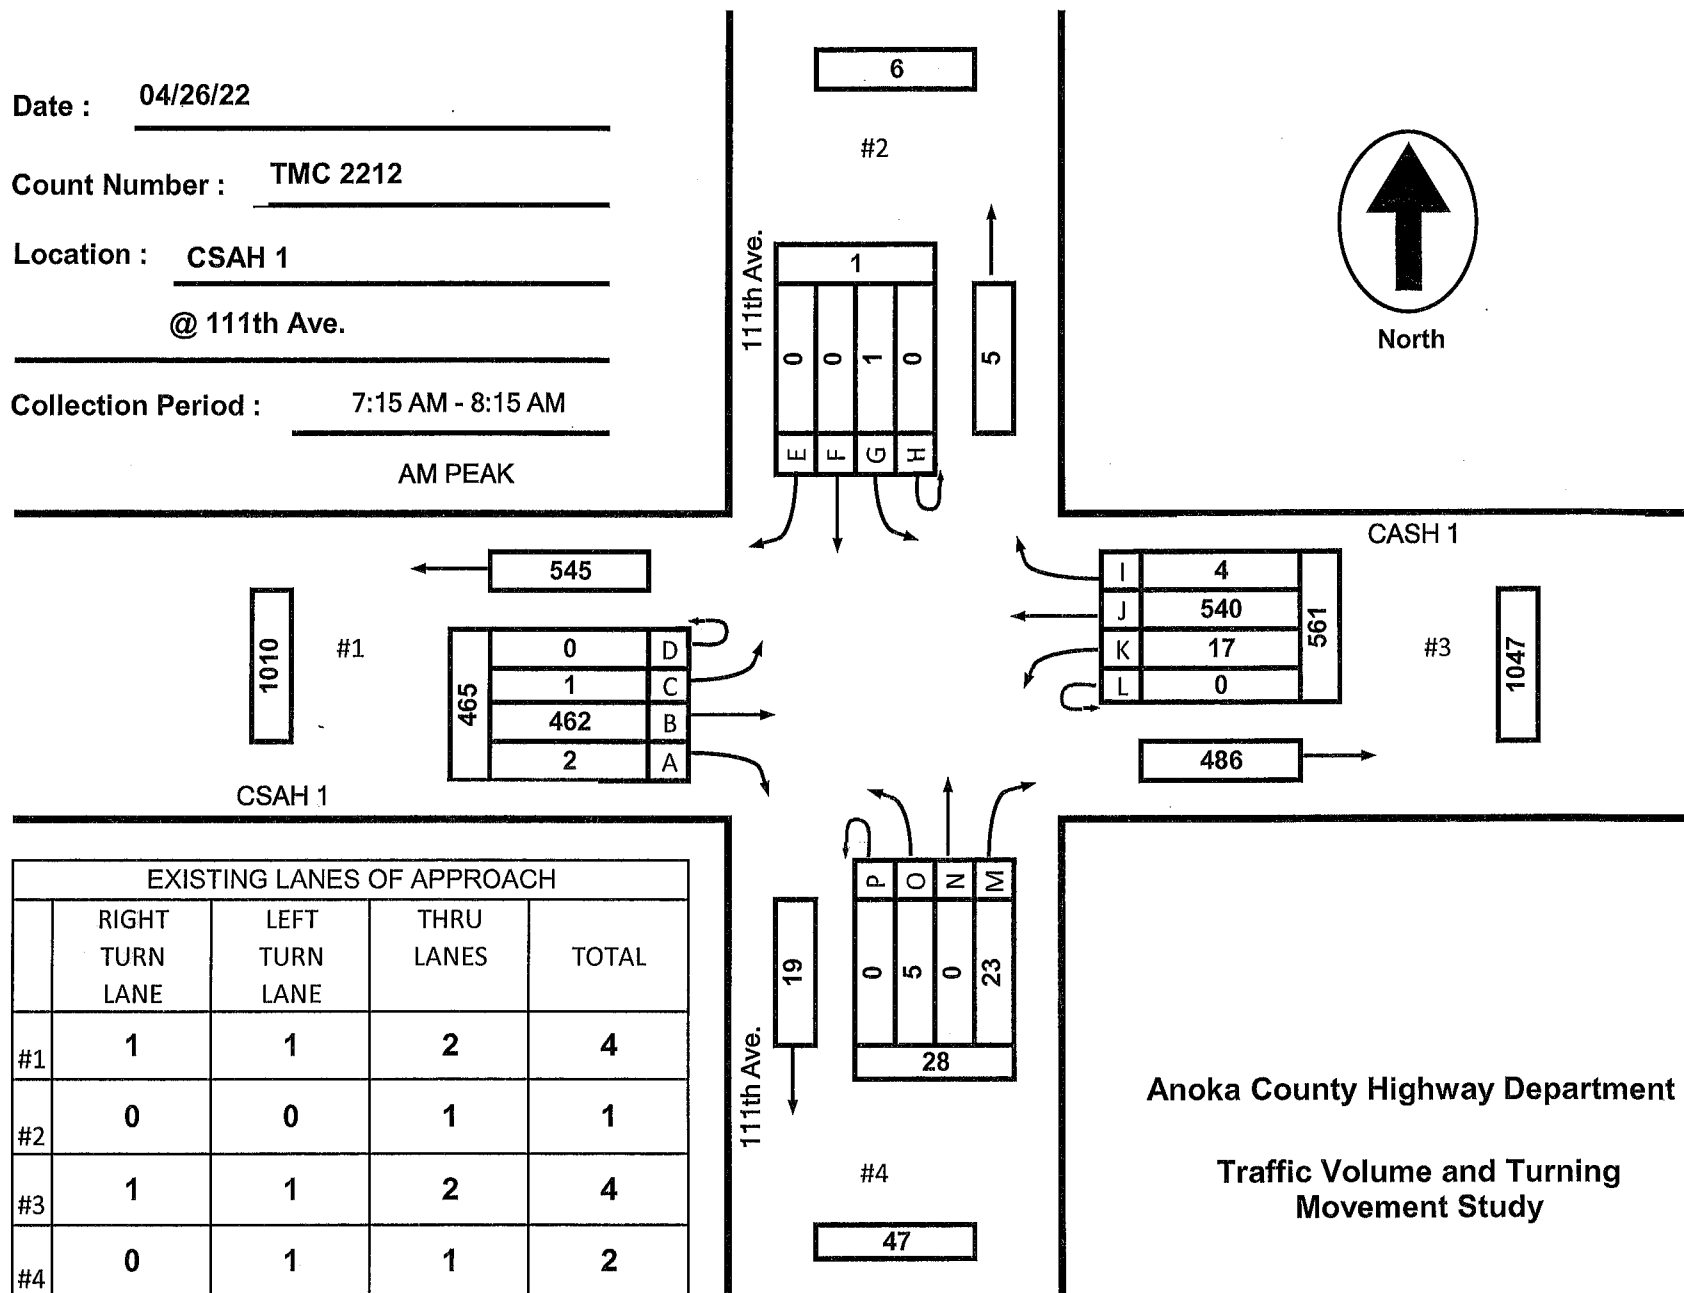 Date : 04/26/22
Count Number : TMC 2212
Location : CSAH 1
@ 111th Ave.
Collection Period : 7:15 AM - 8:15 AM
AM PEAK
6
#2
111th Ave.
1
0 0 1 0
E F G H
5
North
CASH 1
545
1010
#1
465
0 D
1 C
462 B
2 A
CSAH 1
I 4
J 540
K 17
L 0
561
#3
1047
486
P O N M
0 5 0 23
28
19
111th Ave.
#4
47
EXISTING LANES OF APPROACH
RIGHT TURN LANE
LEFT TURN LANE
THRU LANES
TOTAL
#1 1 1 2 4
#2 0 0 1 1
#3 1 1 2 4
#4 0 1 1 2
Anoka County Highway Department
Traffic Volume and Turning
Movement Study